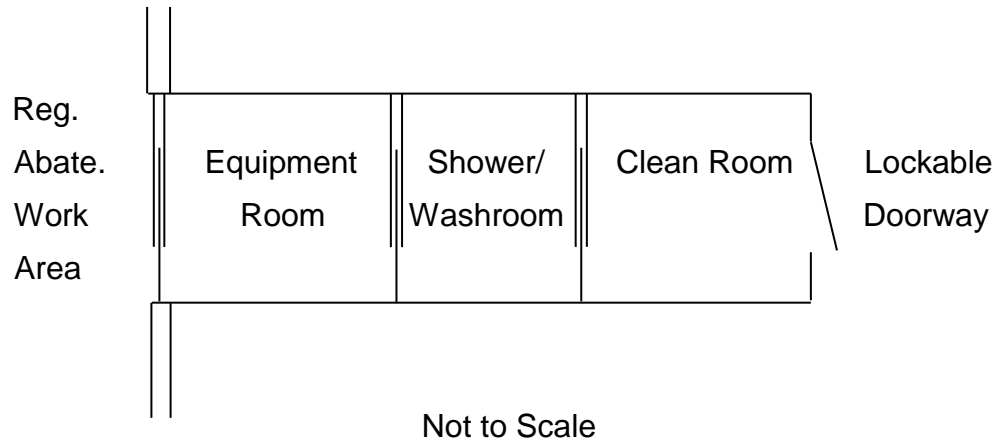 Reg.
Abate.
Work
Area
Equipment
Room
Shower/
Washroom
Clean Room
Lockable
Doorway
Not to Scale